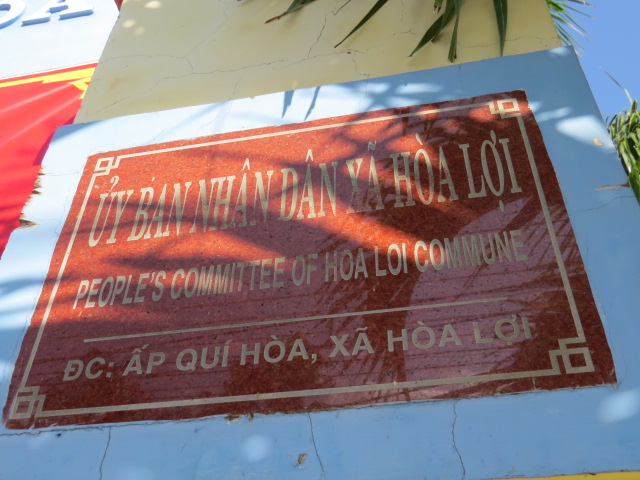 ỦY BAN NHÂN DÂN XÃ HÒA LỢI
PEOPLE'S COMMITTEE OF HOA LOI COMMUNE
ĐC: ẤP QUÍ HÒA, XÃ HÒA LỢI